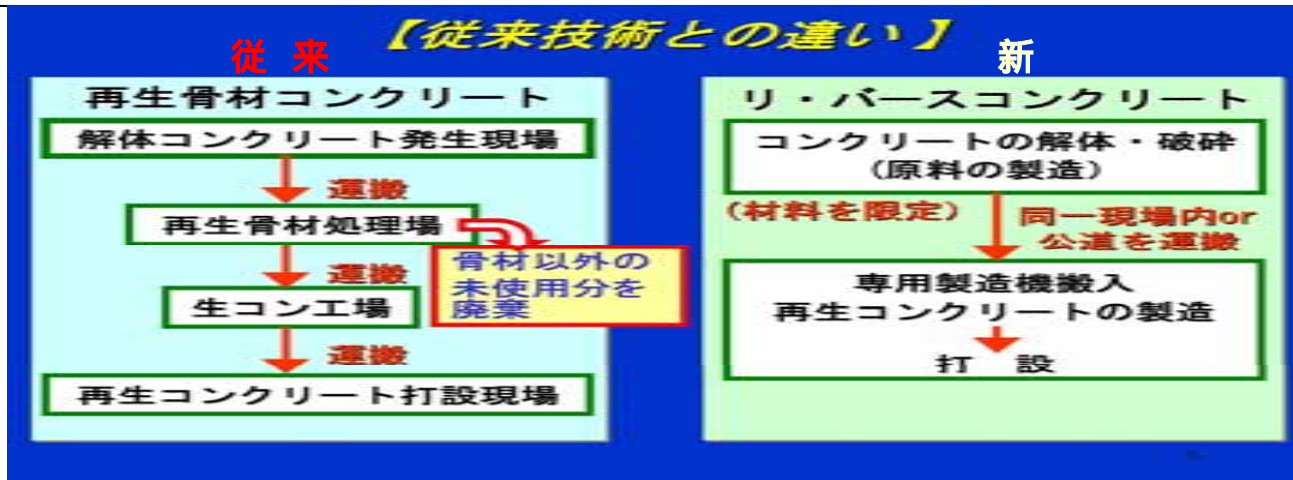 【従来技術との違い】
従 来
再生骨材コンクリート
解体コンクリート発生現場
運搬
再生骨材処理場
骨材以外の
未使用分を
廃棄
運搬
生コン工場
運搬
再生コンクリート打設現場
新
リ・バースコンクリート
コンクリートの解体・破砕
(原料の製造)
(材料を限定)
同一現場内or
公道を運搬
専用製造機搬入
再生コンクリートの製造
打 設